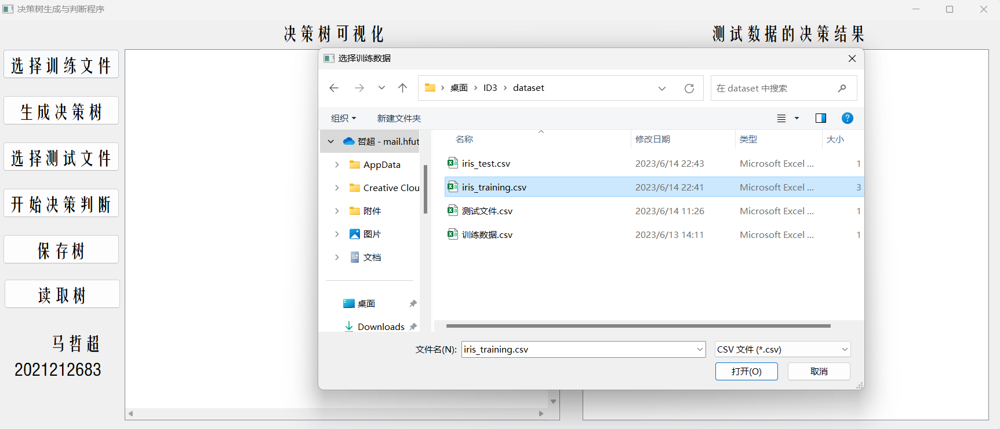 决策树生成与判断程序
决策树可视化
测试数据的决策结果
选择训练文件
生成决策树
选择测试文件
开始决策判断
保存树
读取树
马哲超
2021212683
选择训练数据
桌面 › ID3 › dataset
在 dataset 中搜索
组织
新建文件夹
哲超 - mail.hfut
AppData
Creative Clou
附件
图片
文档
桌面
Downloads
名称 修改日期 类型 大小
iris_test.csv 2023/6/14 22:43 Microsoft Excel ... 1
iris_training.csv 2023/6/14 22:41 Microsoft Excel ... 3
测试文件.csv 2023/6/14 11:26 Microsoft Excel ... 1
训练数据.csv 2023/6/13 14:11 Microsoft Excel ... 1
文件名(N): iris_training.csv
CSV 文件 (*.csv)
打开(O)
取消